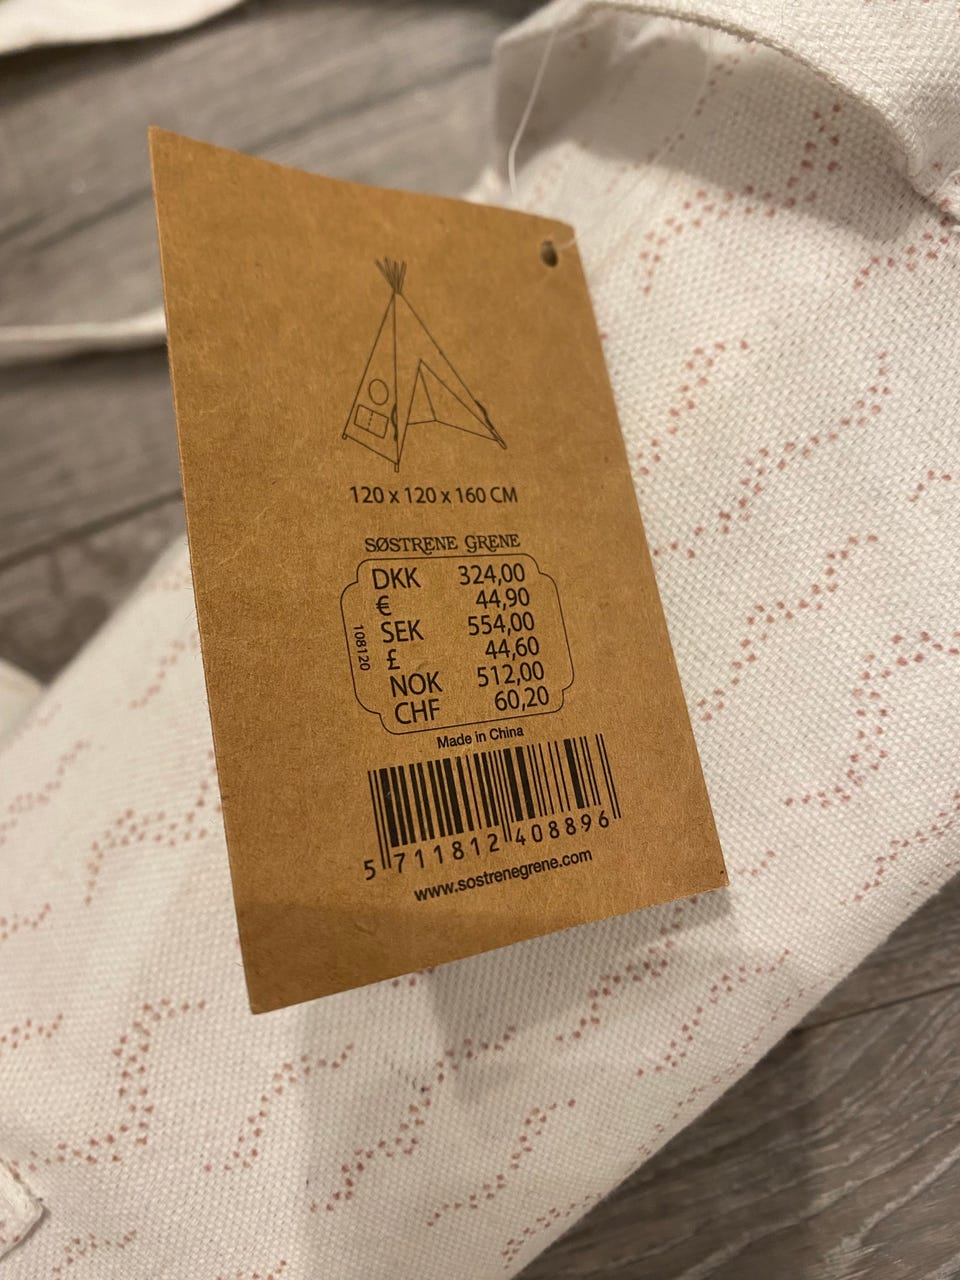 120 x 120 x 160 CM
SØSTRENE GRENE
DKK 324,00
€ 44,90
SEK 554,00
£ 44,60
NOK 512,00
CHF 60,20
108120
Made in China
5 711812 408896
www.sostrenegrene.com